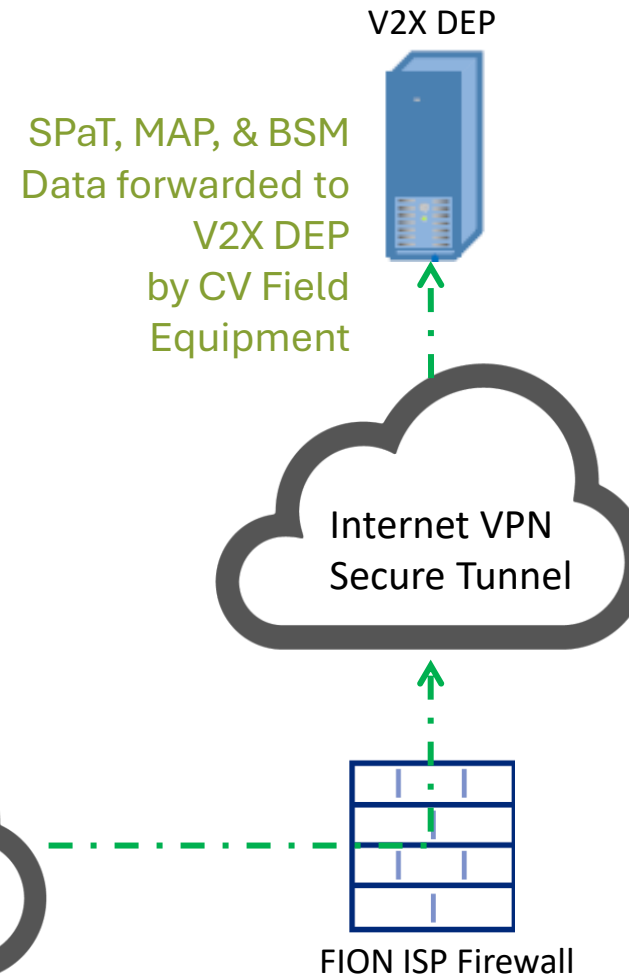 V2X DEP
SPaT, MAP, & BSM
Data forwarded to
V2X DEP
by CV Field
Equipment
Internet VPN
Secure Tunnel
FION ISP Firewall